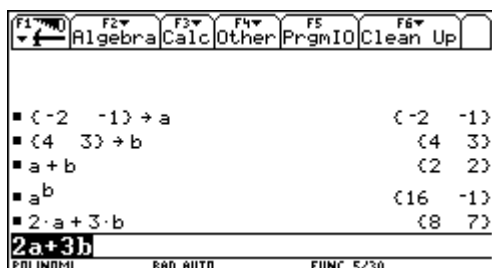 F1 F2 Algebra F3 Calc F4 Other F5 PrgmIO F6 Clean Up
▪ {-2 -1} → a {-2 -1}
▪ {4 3} → b {4 3}
▪ a + b {2 2}
▪ a^b {16 -1}
▪ 2·a + 3·b {8 7}
2a+3b
POLINOMI RAD AUTO FUNC 5/30